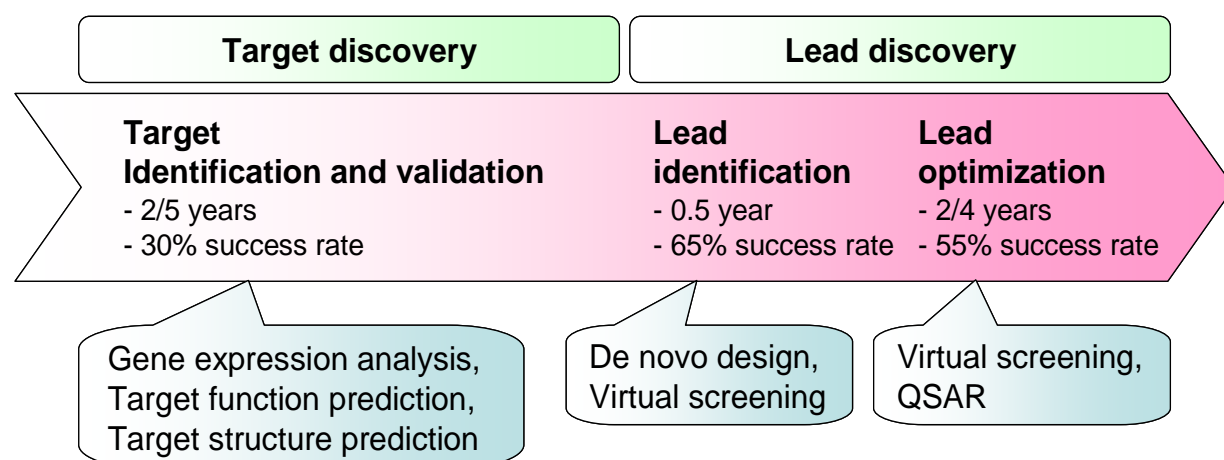 Target discovery
Lead discovery
Target
Identification and validation
- 2/5 years
- 30% success rate
Lead
identification
- 0.5 year
- 65% success rate
Lead
optimization
- 2/4 years
- 55% success rate
Gene expression analysis,
Target function prediction,
Target structure prediction
De novo design,
Virtual screening
Virtual screening,
QSAR